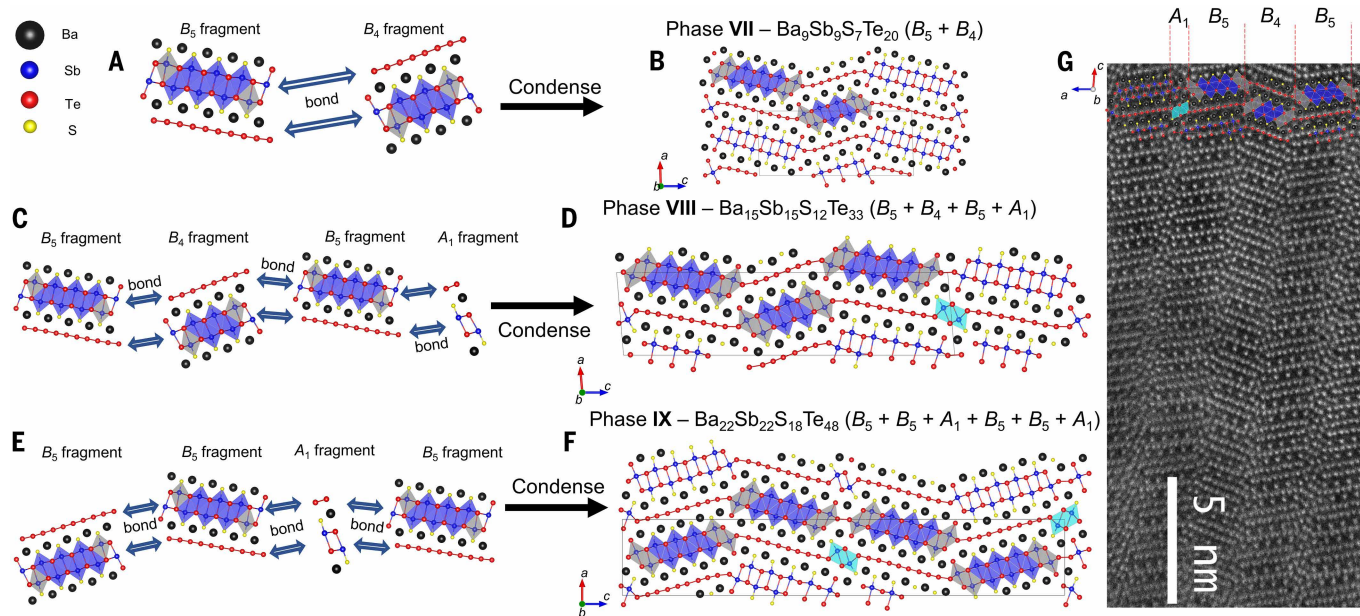 Ba
Sb
Te
S
A
B₅ fragment
B₄ fragment
bond
Condense
Phase VII – Ba₉Sb₉S₇Te₂₀ (B₅ + B₄)
B
a
b
c
C
B₅ fragment
B₄ fragment
B₅ fragment
A₁ fragment
bond
bond
bond
Condense
Phase VIII – Ba₁₅Sb₁₅S₁₂Te₃₃ (B₅ + B₄ + B₅ + A₁)
D
a
b
c
E
B₅ fragment
B₅ fragment
A₁ fragment
B₅ fragment
bond
bond
bond
Condense
Phase IX – Ba₂₂Sb₂₂S₁₈Te₄₈ (B₅ + B₅ + A₁ + B₅ + B₅ + A₁)
F
a
b
c
G
A₁ B₅ B₄ B₅
c
a
b
5 nm